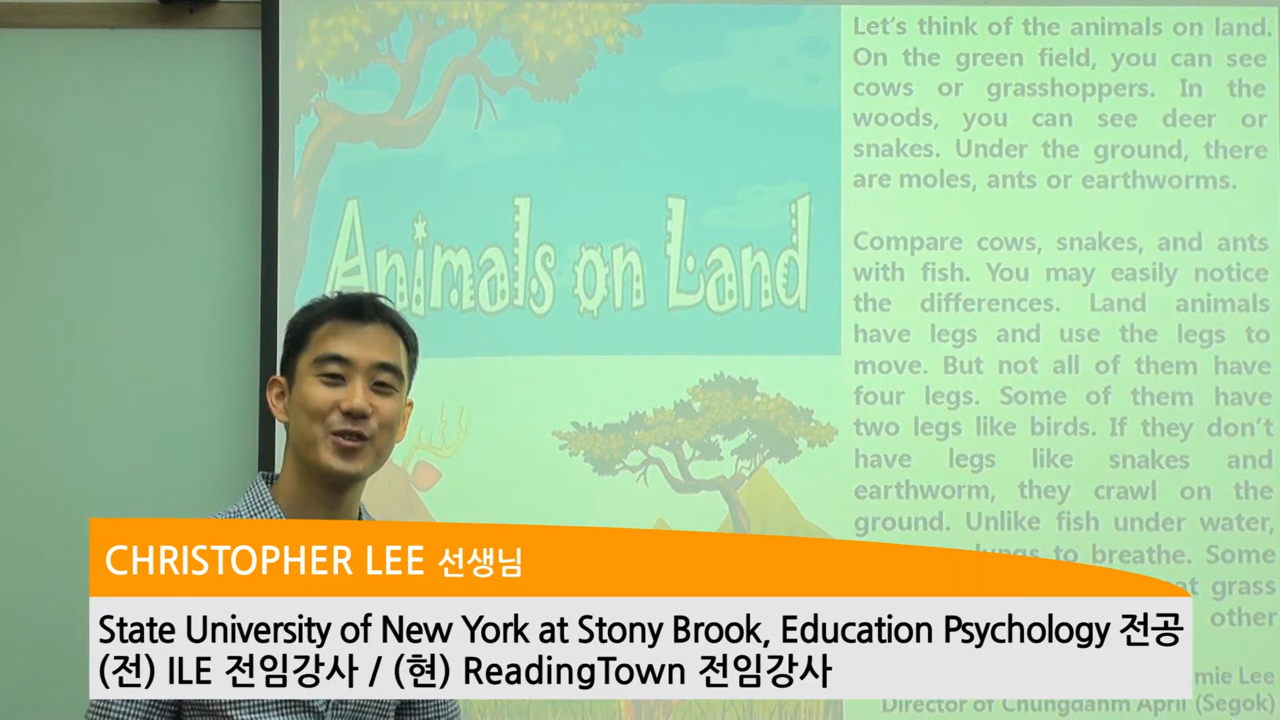 Animals on Land
Let's think of the animals on land.
On the green field, you can see
cows or grasshoppers. In the
woods, you can see deer or
snakes. Under the ground, there
are moles, ants or earthworms.
Compare cows, snakes, and ants
with fish. You may easily notice
the differences. Land animals
have legs and use the legs to
move. But not all of them have
four legs. Some of them have
two legs like birds. If they don't
have legs like snakes and
earthworm, they crawl on the
ground. Unlike fish under water,
lungs to breathe. Some
grass
other
Lee
Director of Chungdahm April (Segok)
CHRISTOPHER LEE 선생님
State University of New York at Stony Brook, Education Psychology 전공
(전) ILE 전임강사 / (현) ReadingTown 전임강사